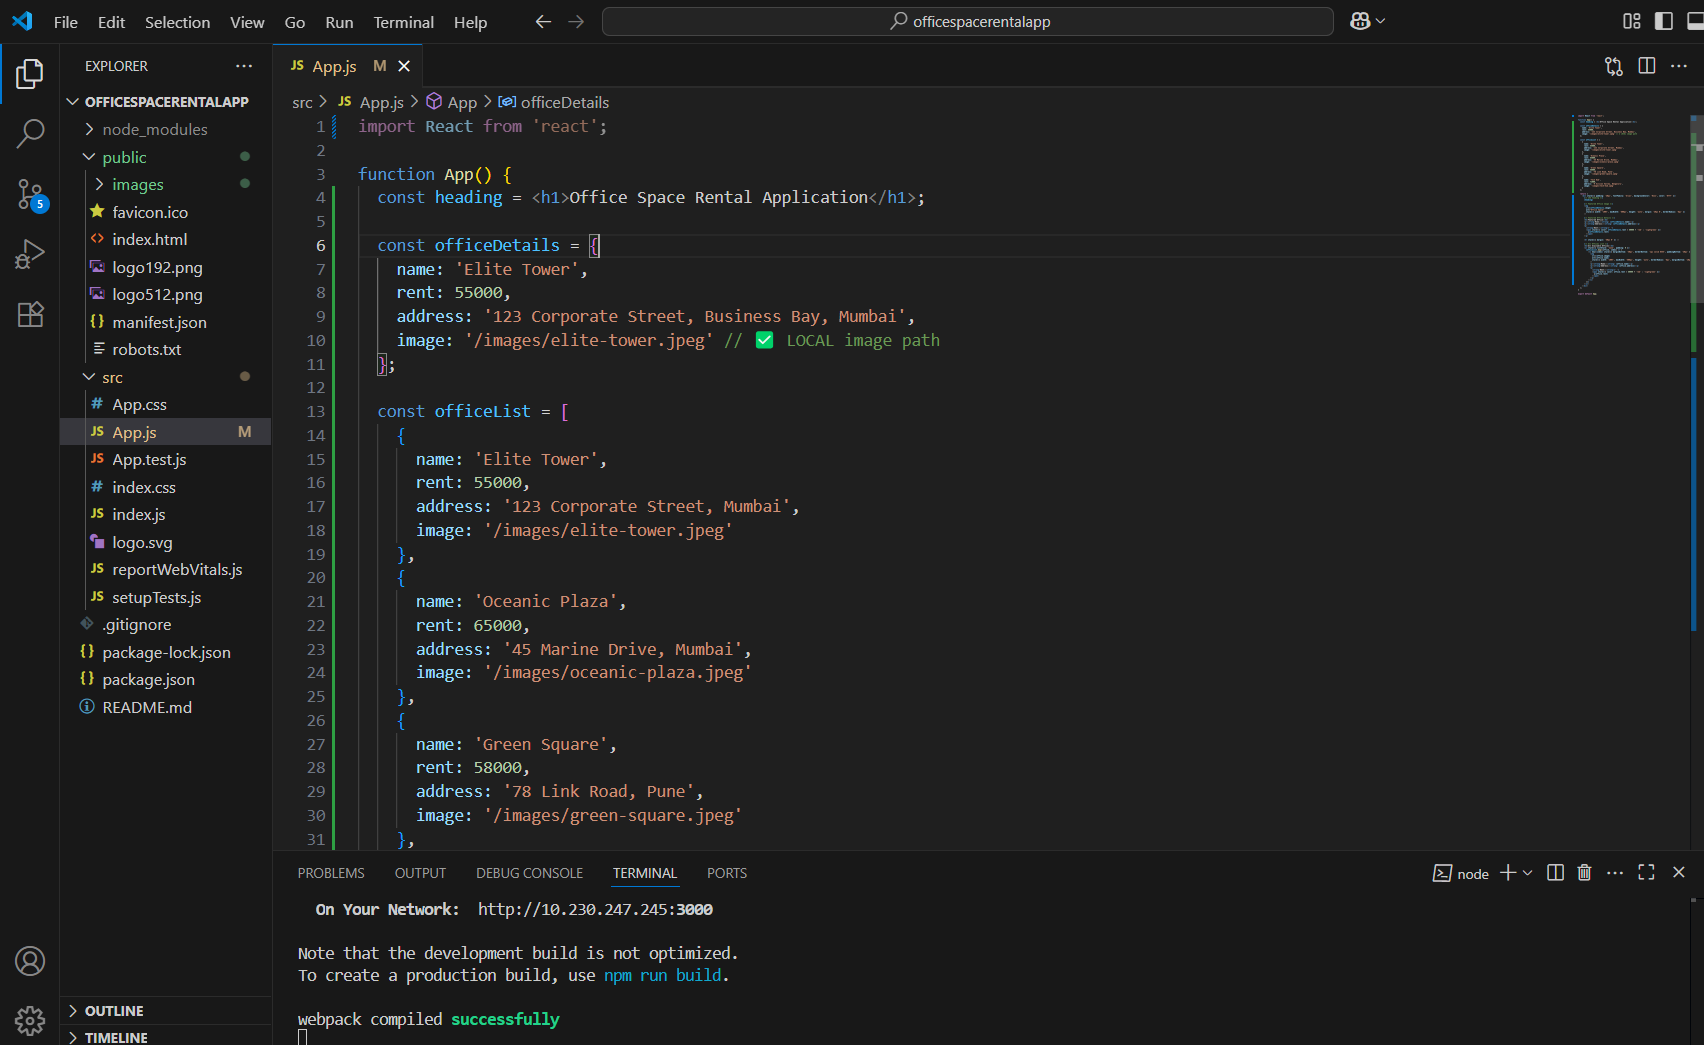 File Edit Selection View Go Run Terminal Help officespacerentalapp
EXPLORER
OFFICESPACERENTALAPP
node_modules
public
images
favicon.ico
index.html
logo192.png
logo512.png
manifest.json
robots.txt
src
App.css
App.js M
App.test.js
index.css
index.js
logo.svg
reportWebVitals.js
setupTests.js
.gitignore
package-lock.json
package.json
README.md
OUTLINE
TIMELINE
5
JS App.js M
src > JS App.js > App > officeDetails
1 import React from 'react';
2
3 function App() {
4 const heading = <h1>Office Space Rental Application</h1>;
5
6 const officeDetails = {
7 name: 'Elite Tower',
8 rent: 55000,
9 address: '123 Corporate Street, Business Bay, Mumbai',
10 image: '/images/elite-tower.jpeg' // ✅ LOCAL image path
11 };
12
13 const officeList = [
14 {
15 name: 'Elite Tower',
16 rent: 55000,
17 address: '123 Corporate Street, Mumbai',
18 image: '/images/elite-tower.jpeg'
19 },
20 {
21 name: 'Oceanic Plaza',
22 rent: 65000,
23 address: '45 Marine Drive, Mumbai',
24 image: '/images/oceanic-plaza.jpeg'
25 },
26 {
27 name: 'Green Square',
28 rent: 58000,
29 address: '78 Link Road, Pune',
30 image: '/images/green-square.jpeg'
31 },
PROBLEMS OUTPUT DEBUG CONSOLE TERMINAL PORTS node
On Your Network: http://10.230.247.245:3000
Note that the development build is not optimized.
To create a production build, use npm run build.
webpack compiled successfully